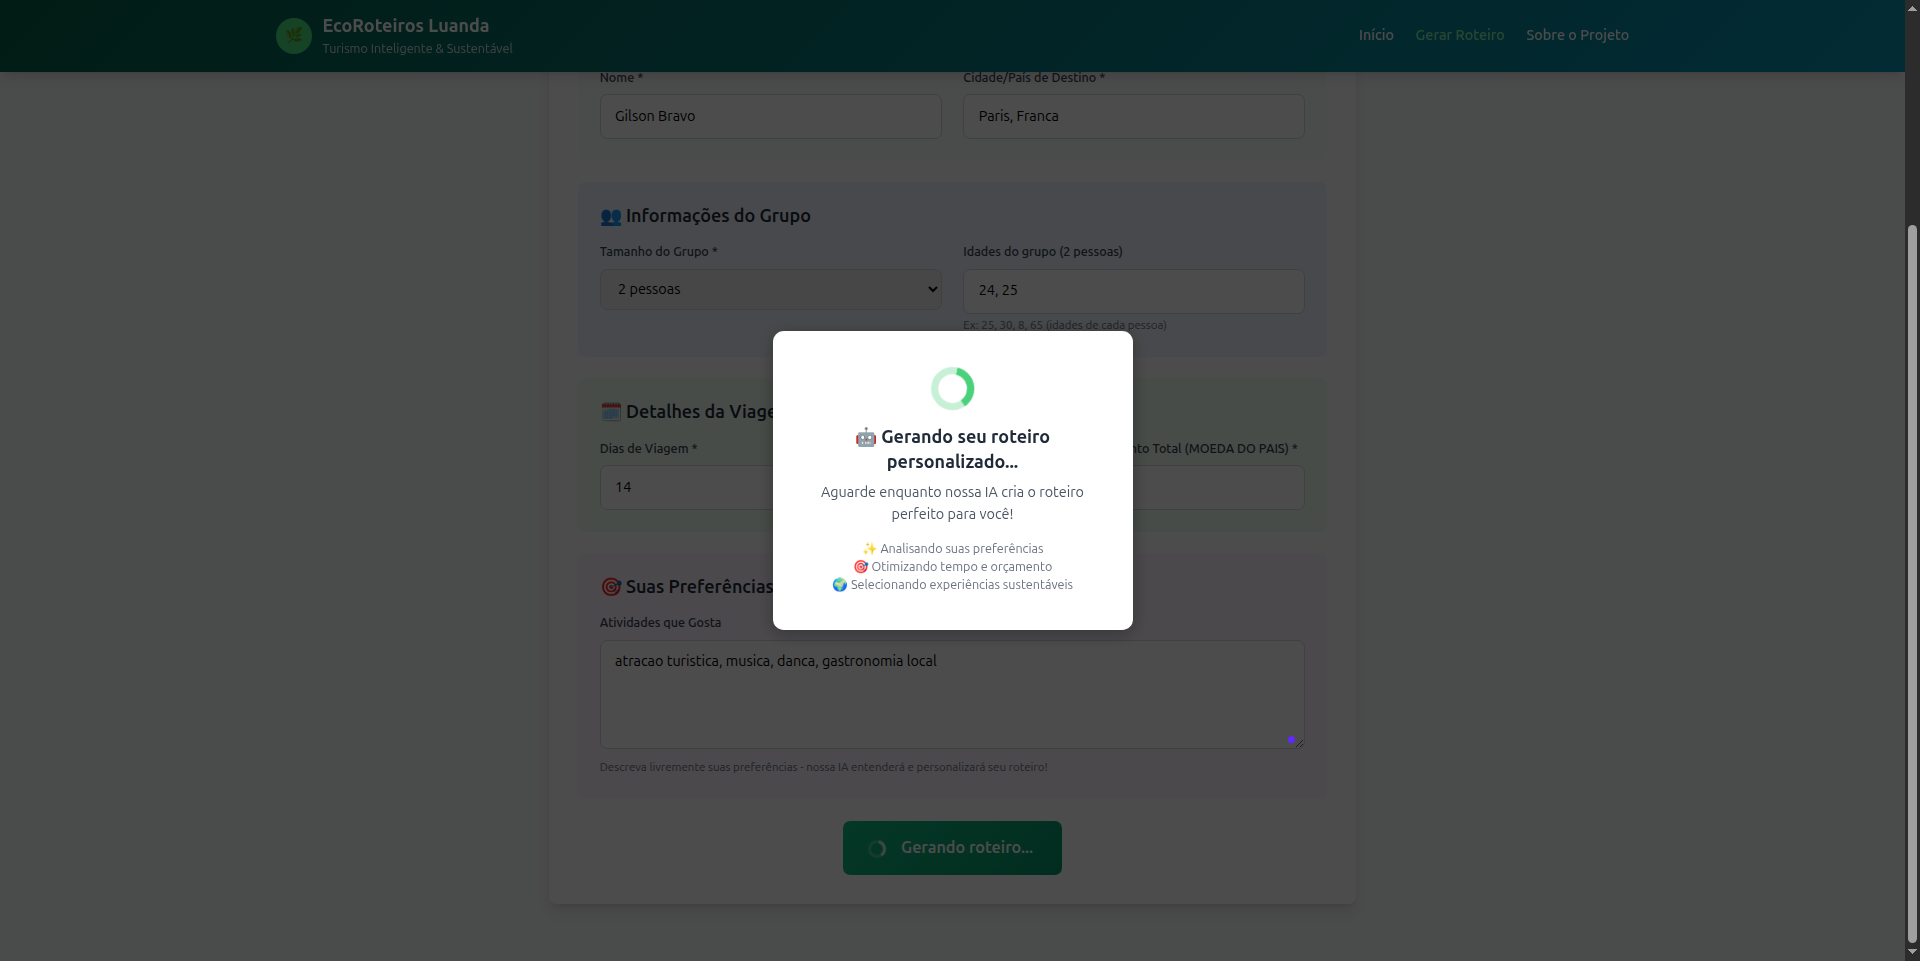 EcoRoteiros Luanda
Turismo Inteligente & Sustentável
Início
Gerar Roteiro
Sobre o Projeto
Nome *
Cidade/País de Destino *
Gilson Bravo
Paris, Franca
👥 Informações do Grupo
Tamanho do Grupo *
Idades do grupo (2 pessoas)
2 pessoas
24, 25
Ex: 25, 30, 8, 65 (idades de cada pessoa)
🗓️ Detalhes da Viage
Dias de Viagem *
nto Total (MOEDA DO PAIS) *
14
🤖 Gerando seu roteiro
personalizado...
Aguarde enquanto nossa IA cria o roteiro
perfeito para você!
✨ Analisando suas preferências
🎯 Otimizando tempo e orçamento
🌍 Selecionando experiências sustentáveis
🎯 Suas Preferências
Atividades que Gosta
atracao turistica, musica, danca, gastronomia local
Descreva livremente suas preferências - nossa IA entenderá e personalizará seu roteiro!
Gerando roteiro...